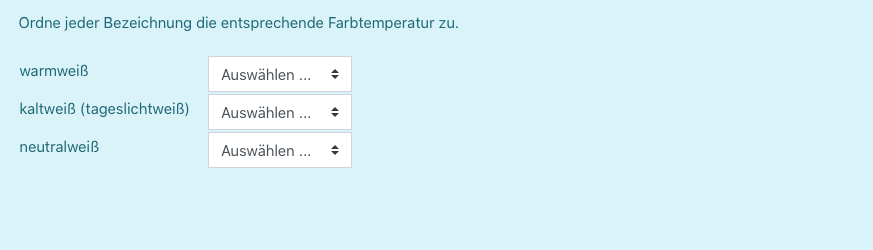 Ordne jeder Bezeichnung die entsprechende Farbtemperatur zu.
warmweiß Auswählen ...
kaltweiß (tageslichtweiß) Auswählen ...
neutralweiß Auswählen ...